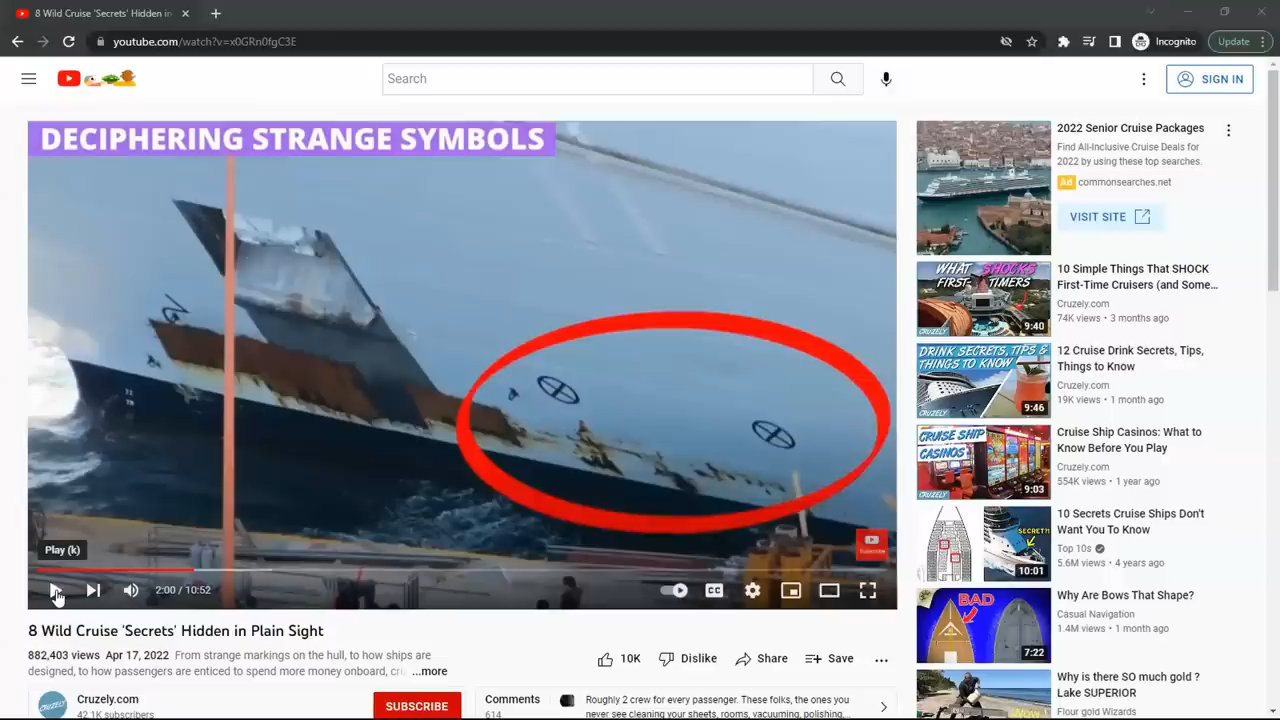 8 Wild Cruise 'Secrets' Hidden in
youtube.com/watch?v=x0GRn0fgC3E
Incognito
Update
Search
SIGN IN
DECIPHERING STRANGE SYMBOLS
Subscribe
Play (k)
2:00 / 10:52
CC
8 Wild Cruise 'Secrets' Hidden in Plain Sight
882,403 views Apr 17, 2022 From strange markings on the hull, to how ships are
designed, to how passengers are enticed to spend more money onboard, cri ...more
10K
Dislike
Share
Save
Cruzely.com
42.1K subscribers
SUBSCRIBE
Comments
614
Roughly 2 crew for every passenger. These folks, the ones you
never see cleaning your sheets, rooms, vacuuming, polishing,...
2022 Senior Cruise Packages
Find All-Inclusive Cruise Deals for
2022 by using these top searches.
Ad commonsearches.net
VISIT SITE
WHAT SHOCKS
FIRST-TIMERS
CRUZELY
9:40
10 Simple Things That SHOCK
First-Time Cruisers (and Some...
Cruzely.com
74K views • 3 months ago
DRINK SECRETS, TIPS &
THINGS TO KNOW
CRUZELY
9:46
12 Cruise Drink Secrets, Tips,
Things to Know
Cruzely.com
19K views • 1 month ago
CRUISE SHIP
CASINOS
CRUZELY
9:03
Cruise Ship Casinos: What to
Know Before You Play
Cruzely.com
554K views • 1 year ago
SECRET?!
10:01
10 Secrets Cruise Ships Don't
Want You To Know
Top 10s
5.6M views • 4 years ago
BAD
7:22
Why Are Bows That Shape?
Casual Navigation
1.4M views • 1 month ago
Wow!
Why is there SO much gold ?
Lake SUPERIOR
Flour gold Wizards